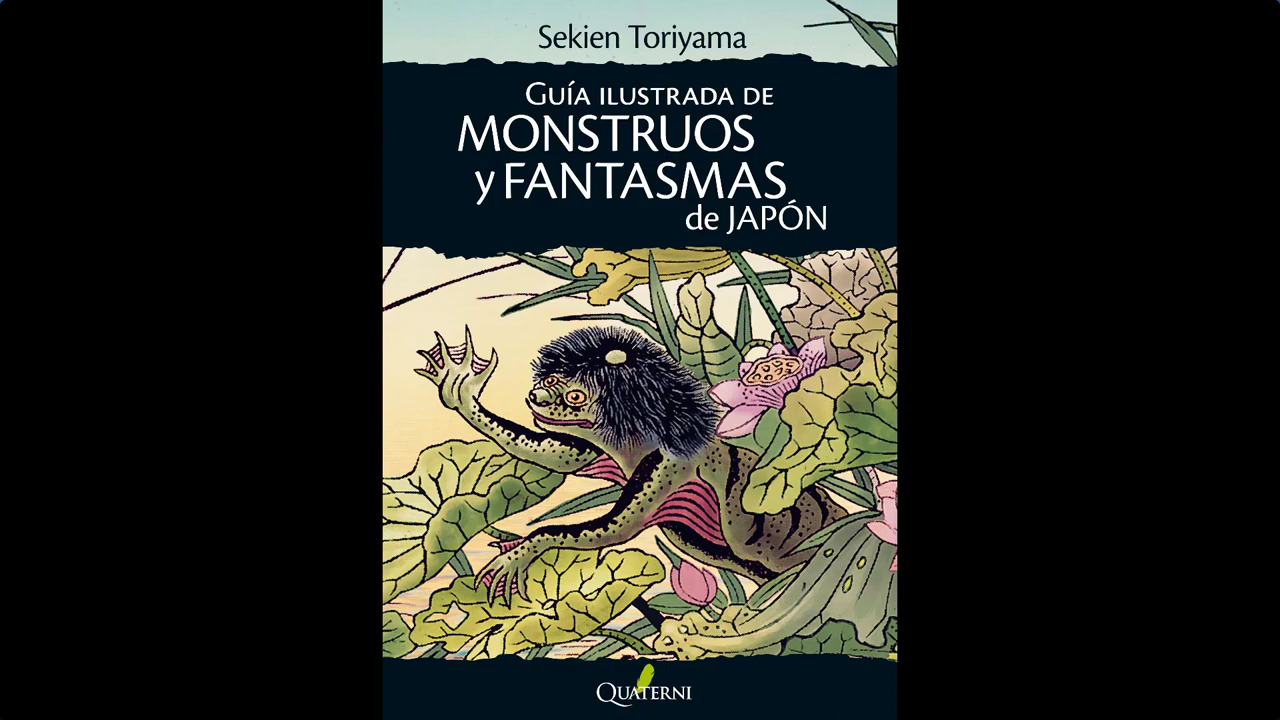 Sekien Toriyama
GUÍA ILUSTRADA DE
MONSTRUOS
y FANTASMAS
de JAPÓN
QUATERNI